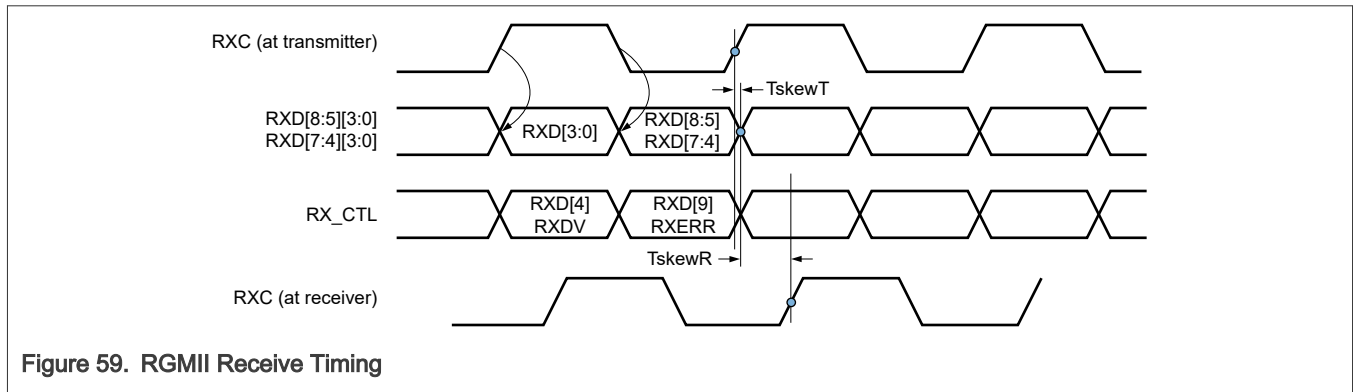 RXC (at transmitter)
TskewT
RXD[8:5][3:0]
RXD[7:4][3:0]
RXD[3:0]
RXD[8:5]
RXD[7:4]
RX_CTL
RXD[4]
RXDV
RXD[9]
RXERR
TskewR
RXC (at receiver)
Figure 59. RGMII Receive Timing